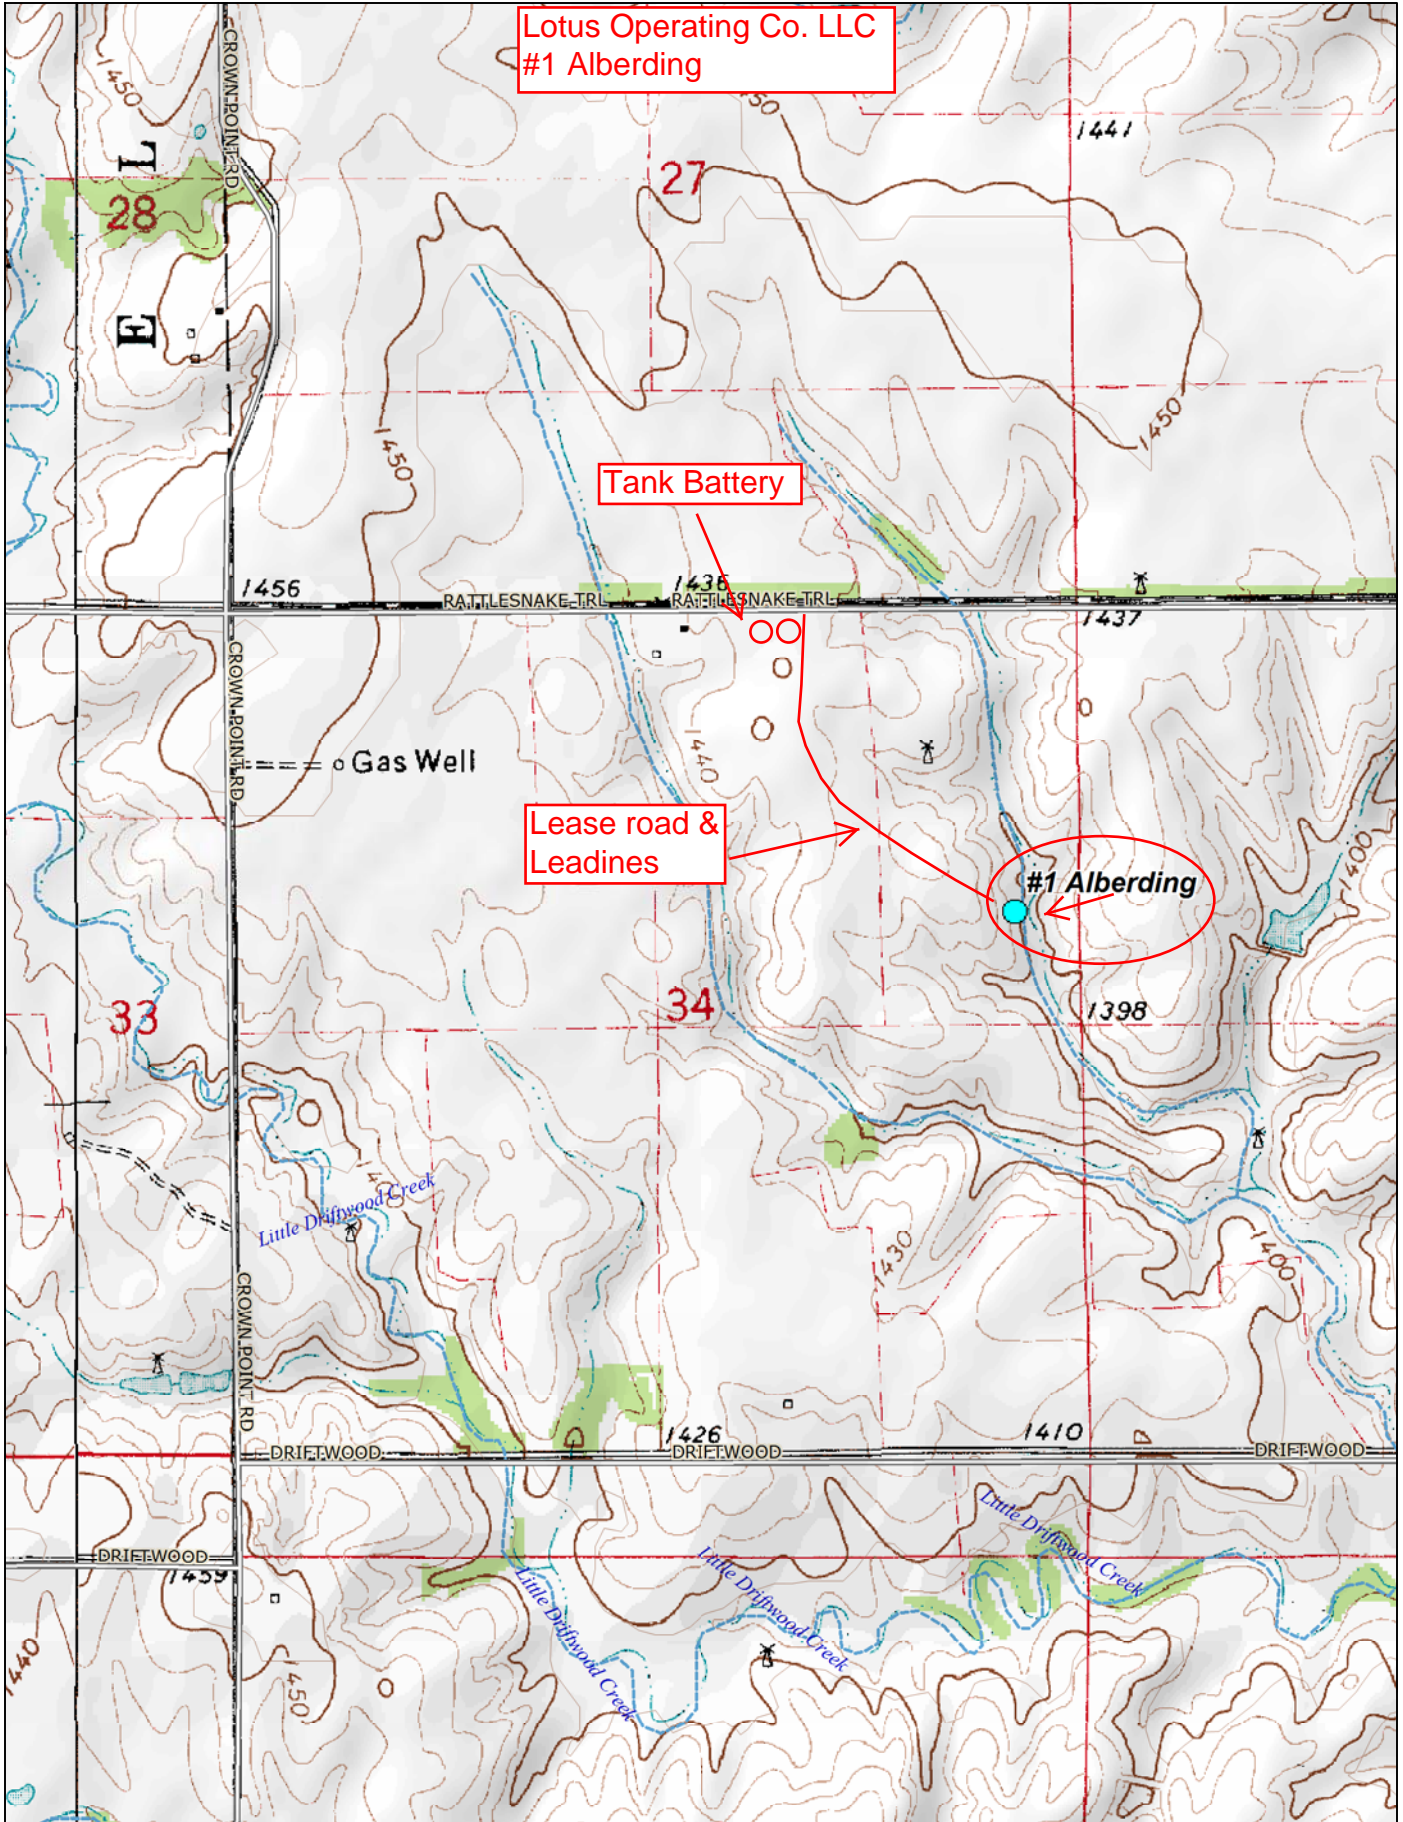 Lotus Operating Co. LLC
#1 Alberding
CROWN POINT RD
1450
50
1441
L
27
28
E
1450
1450
Tank Battery
1456
1436
RATTLESNAKE TRL
RATTLESNAKE TRL
1437
CROWN POINT RD
1440
Gas Well
Lease road &
Leadines
#1 Alberding
1400
33
34
1398
140
Little Driftwood Creek
1430
1400
CROWN POINT RD
1426
1410
DRIFTWOOD
DRIFTWOOD
DRIFTWOOD
DRIFTWOOD
1459
Little Driftwood Creek
Little Driftwood Creek
Little Driftwood Creek
1440
1450